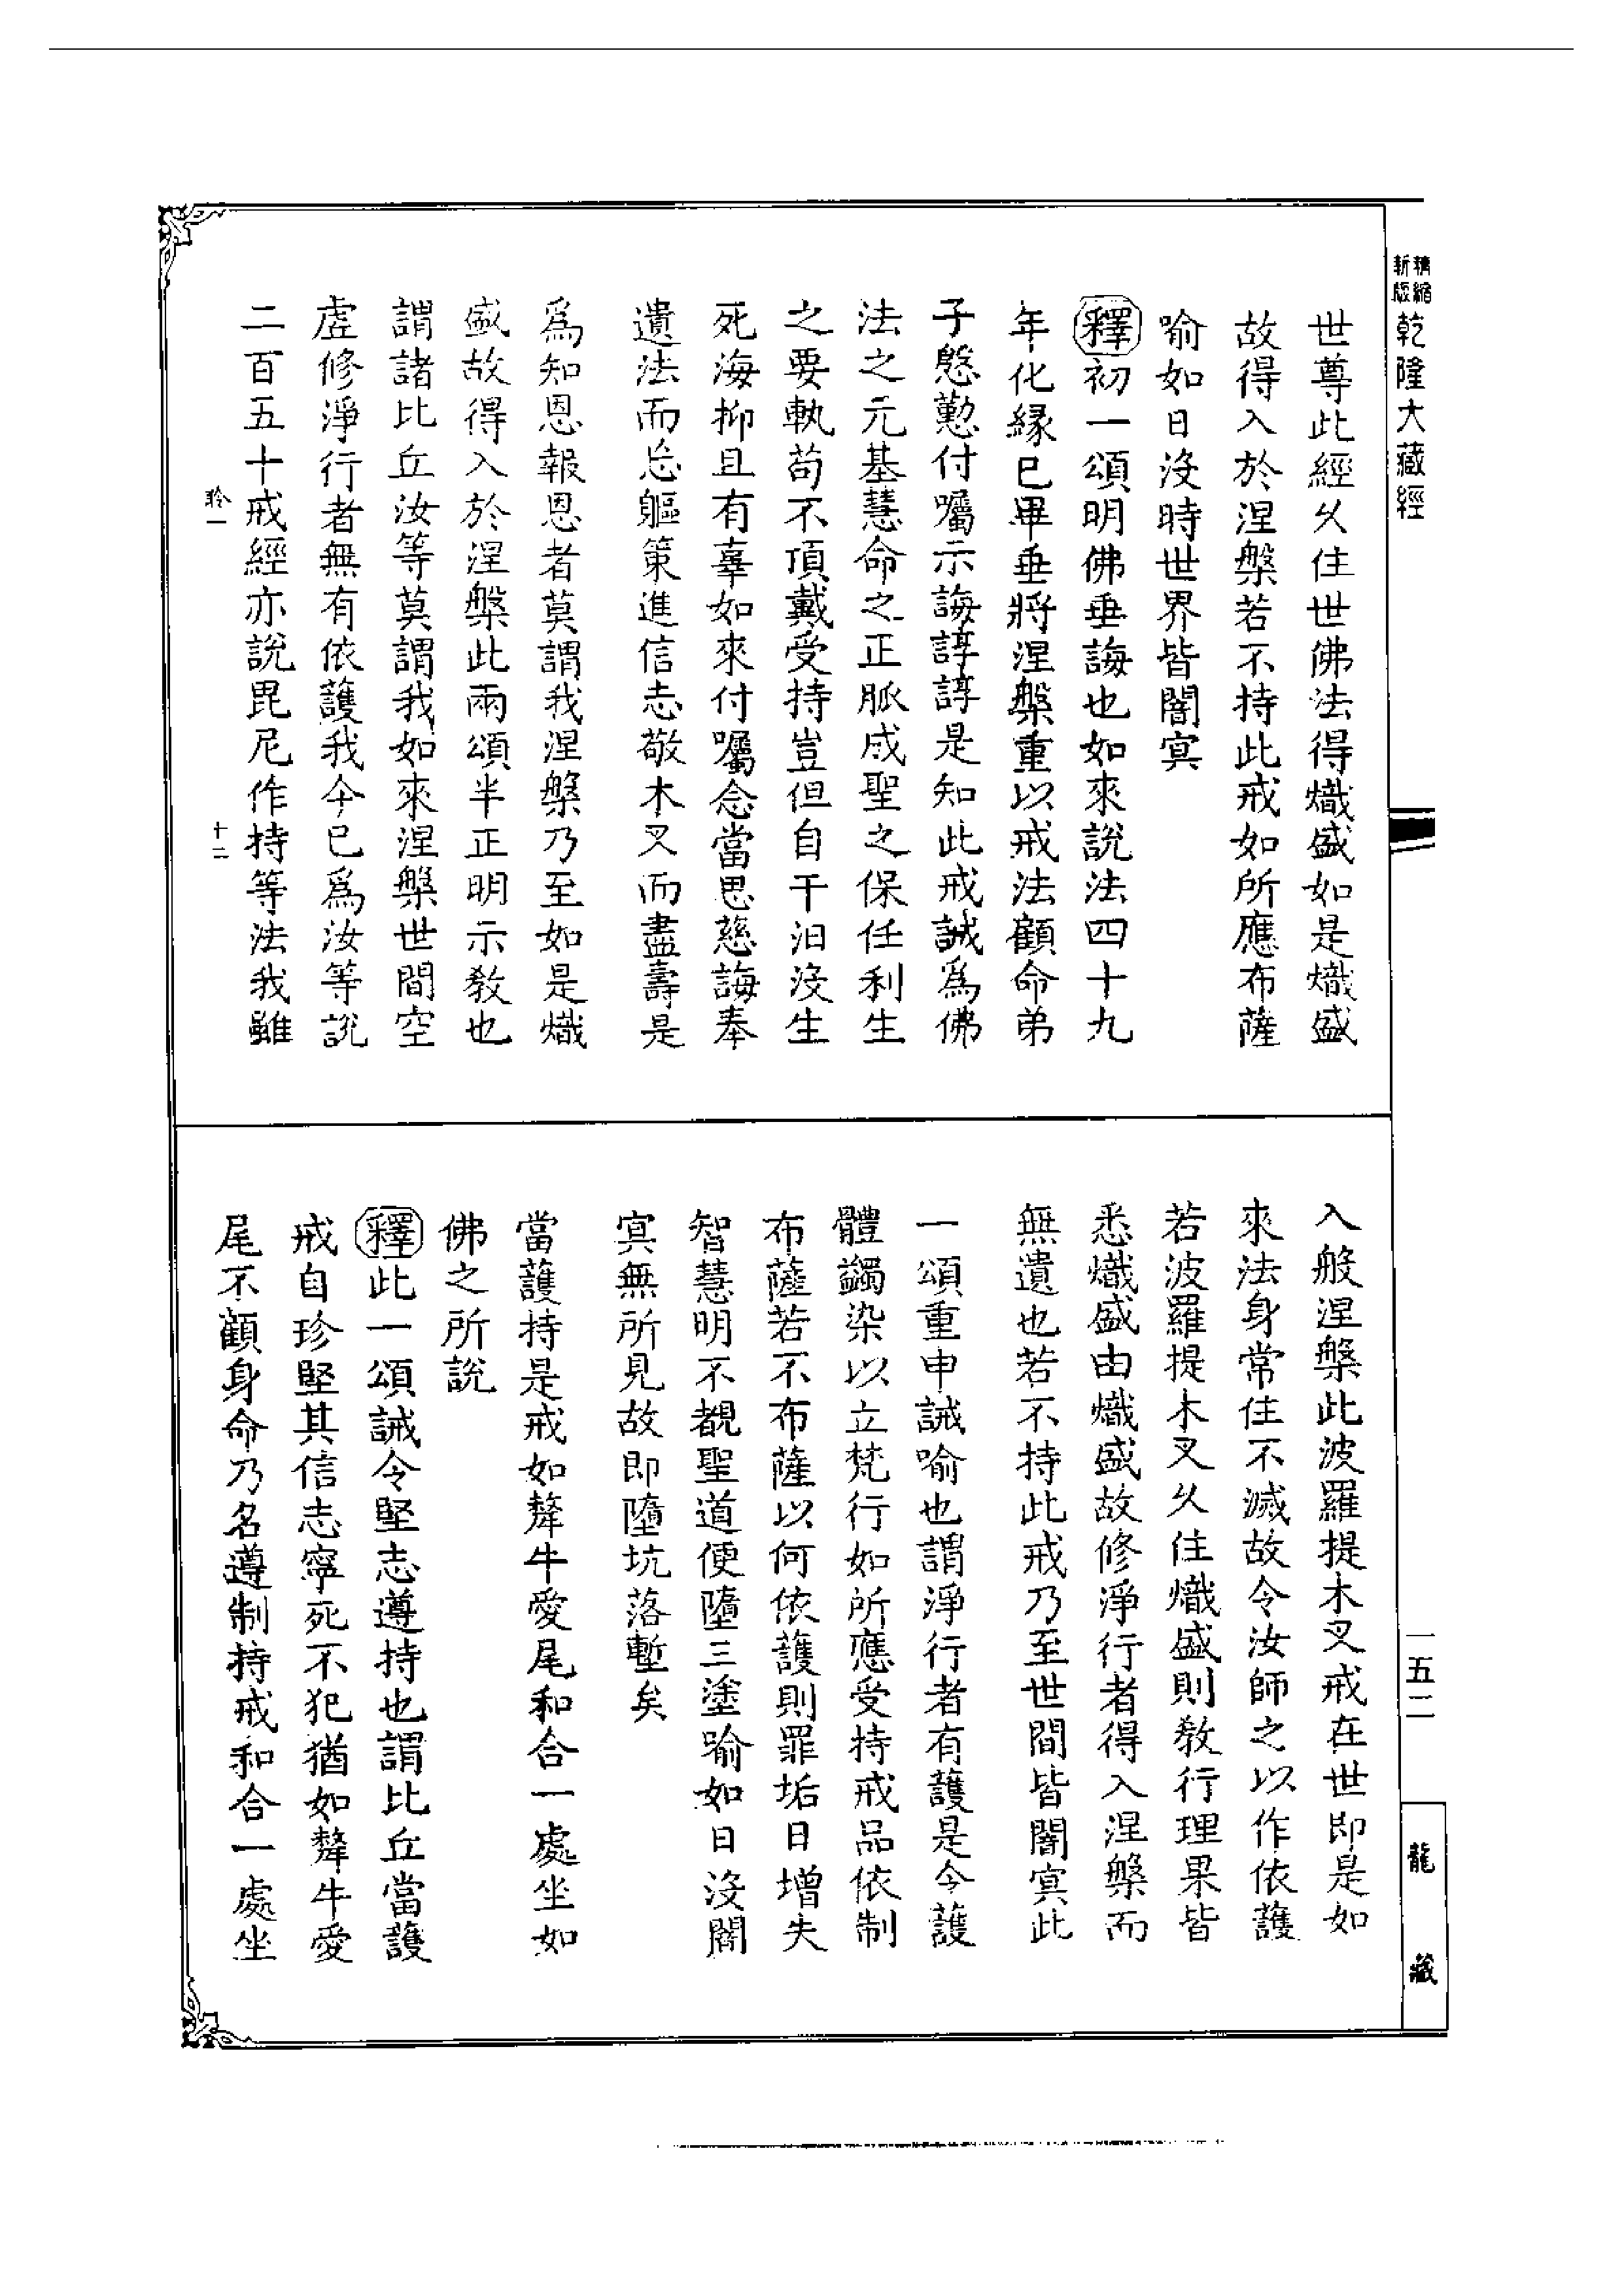 精縮新版乾隆大藏經
世尊此經久住世佛法得熾盛如是熾盛
故得入於涅槃若不持此戒如所應布薩
喻如日沒時世界皆闇冥
釋初一頌明佛垂誨也如來說法四十九
年化緣已畢垂將涅槃重以戒法顧命弟
子慇懃付囑示誨諄諄是知此戒誠為佛
法之元基慧命之正脈成聖之保任利生
之要軌苟不頂戴受持豈但自干汨沒生
死海抑且有辜如來付囑念當思慈誨奉
遺法而忘軀策進信志敬木叉而盡壽是
為知恩報恩者莫謂我涅槃乃至如是熾
盛故得入於涅槃此兩頌半正明示教也
謂諸比丘汝等莫謂我如來涅槃世間空
虛修淨行者無有依護我今已為汝等說
二百五十戒經亦說毘尼作持等法我雖
聆一 十二
入般涅槃此波羅提木叉戒在世即是如
來法身常住不滅故令汝師之以作依護
若波羅提木叉久住熾盛則教行理果皆
悉熾盛由熾盛故修淨行者得入涅槃而
無遺也若不持此戒乃至世間皆闇冥此
一頌重申誡喻也謂淨行者有護是今護
體蠲染以立梵行如所應受持戒品依制
布薩若不布薩以何依護則罪垢日增失
智慧明不覩聖道便墮三塗喻如日沒闇
冥無所見故即墮坑落塹矣
當護持是戒如犛牛愛尾和合一處坐如
佛之所說
釋此一頌誡令堅志遵持也謂比丘當護
戒自珍堅其信志寧死不犯猶如犛牛愛
尾不顧身命乃名遵制持戒和合一處坐
一五二
龍藏